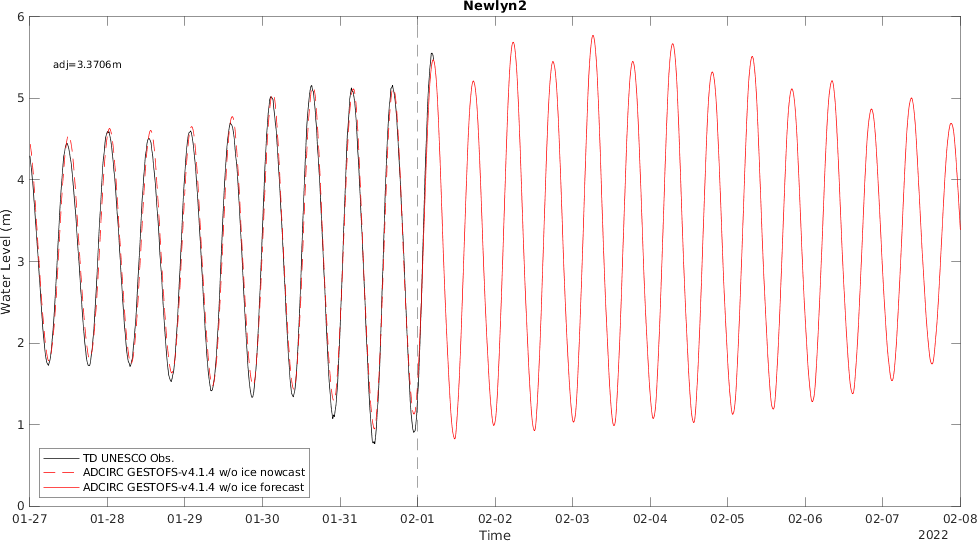 Newlyn2
adj=3.3706m
Water Level (m)
6
5
4
3
2
1
0
TD UNESCO Obs.
ADCIRC GESTOFS-v4.1.4 w/o ice nowcast
ADCIRC GESTOFS-v4.1.4 w/o ice forecast
01-27 01-28 01-29 01-30 01-31 02-01 02-02 02-03 02-04 02-05 02-06 02-07 02-08
Time
2022